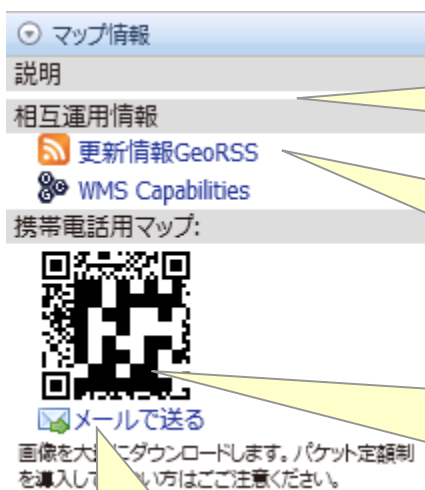 マップ情報
説明
相互運用情報
更新情報GeoRSS
WMS Capabilities
携帯電話用マップ:
メールで送る
画像を大 にダウンロードします。パケット定額制
を導入して い方はごご注意ください。